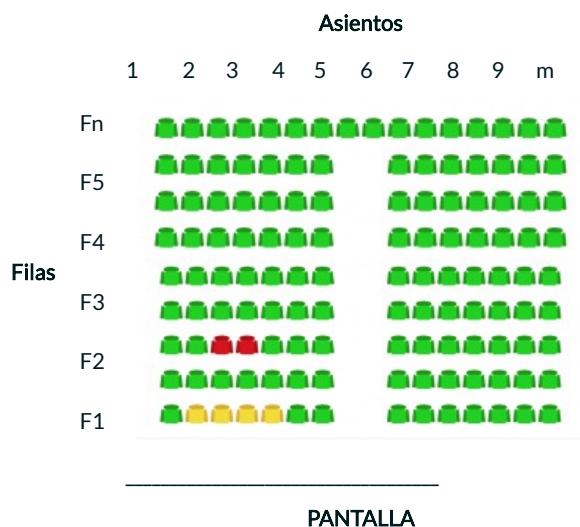 Asientos
1 2 3 4 5 6 7 8 9 m
Fn
F5
F4
Filas
F3
F2
F1
PANTALLA